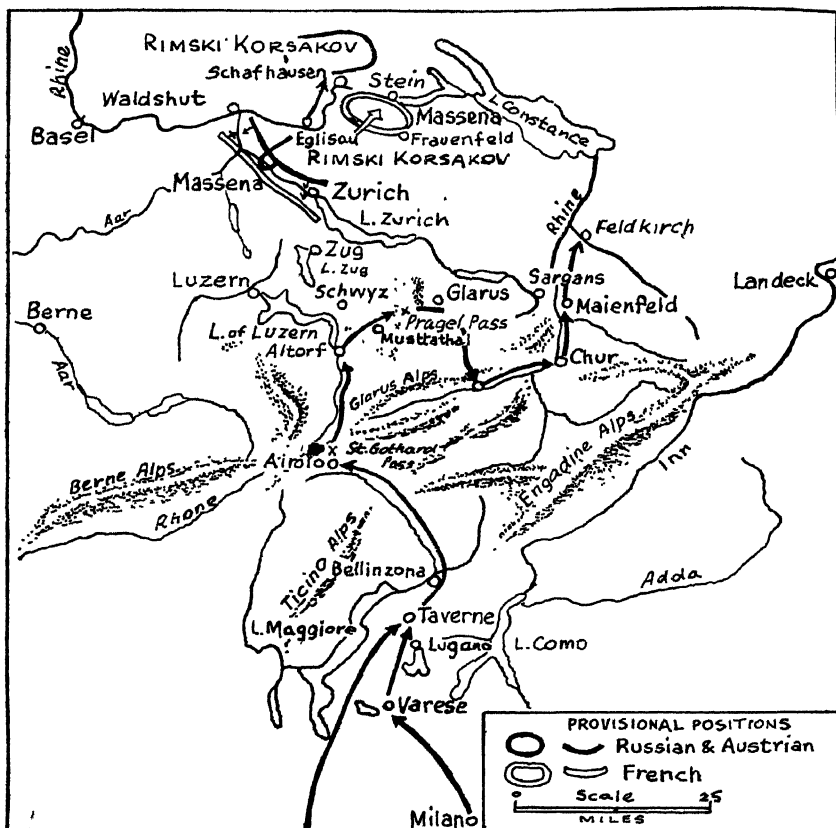 RIMSKI KORSAKOV
Schafhausen
Rhine
Waldshut
Stein
L. Constance
Basel
Eglisau
Massena
Frauenfeld
RIMSKI KORSAKOV
Massena
Zurich
Aar
L. Zurich
Rhine
Feldkirch
Zug
L. Zug
Luzern
Schwyz
Glarus
Sargans
Landeck
Maienfeld
Berne
L. of Luzern
Pragel Pass
Altorf
Musttathal
Chur
Aar
Glarus Alps
St. Gothard
Pass
Airolo
Berne Alps
Engadine Alps
Inn
Rhone
Ticino Alps
Bellinzona
Adda
Taverne
L. Maggiore
Lugano
L. Como
Varese
Milano
PROVISIONAL POSITIONS
Russian & Austrian
French
0 Scale 25
MILES